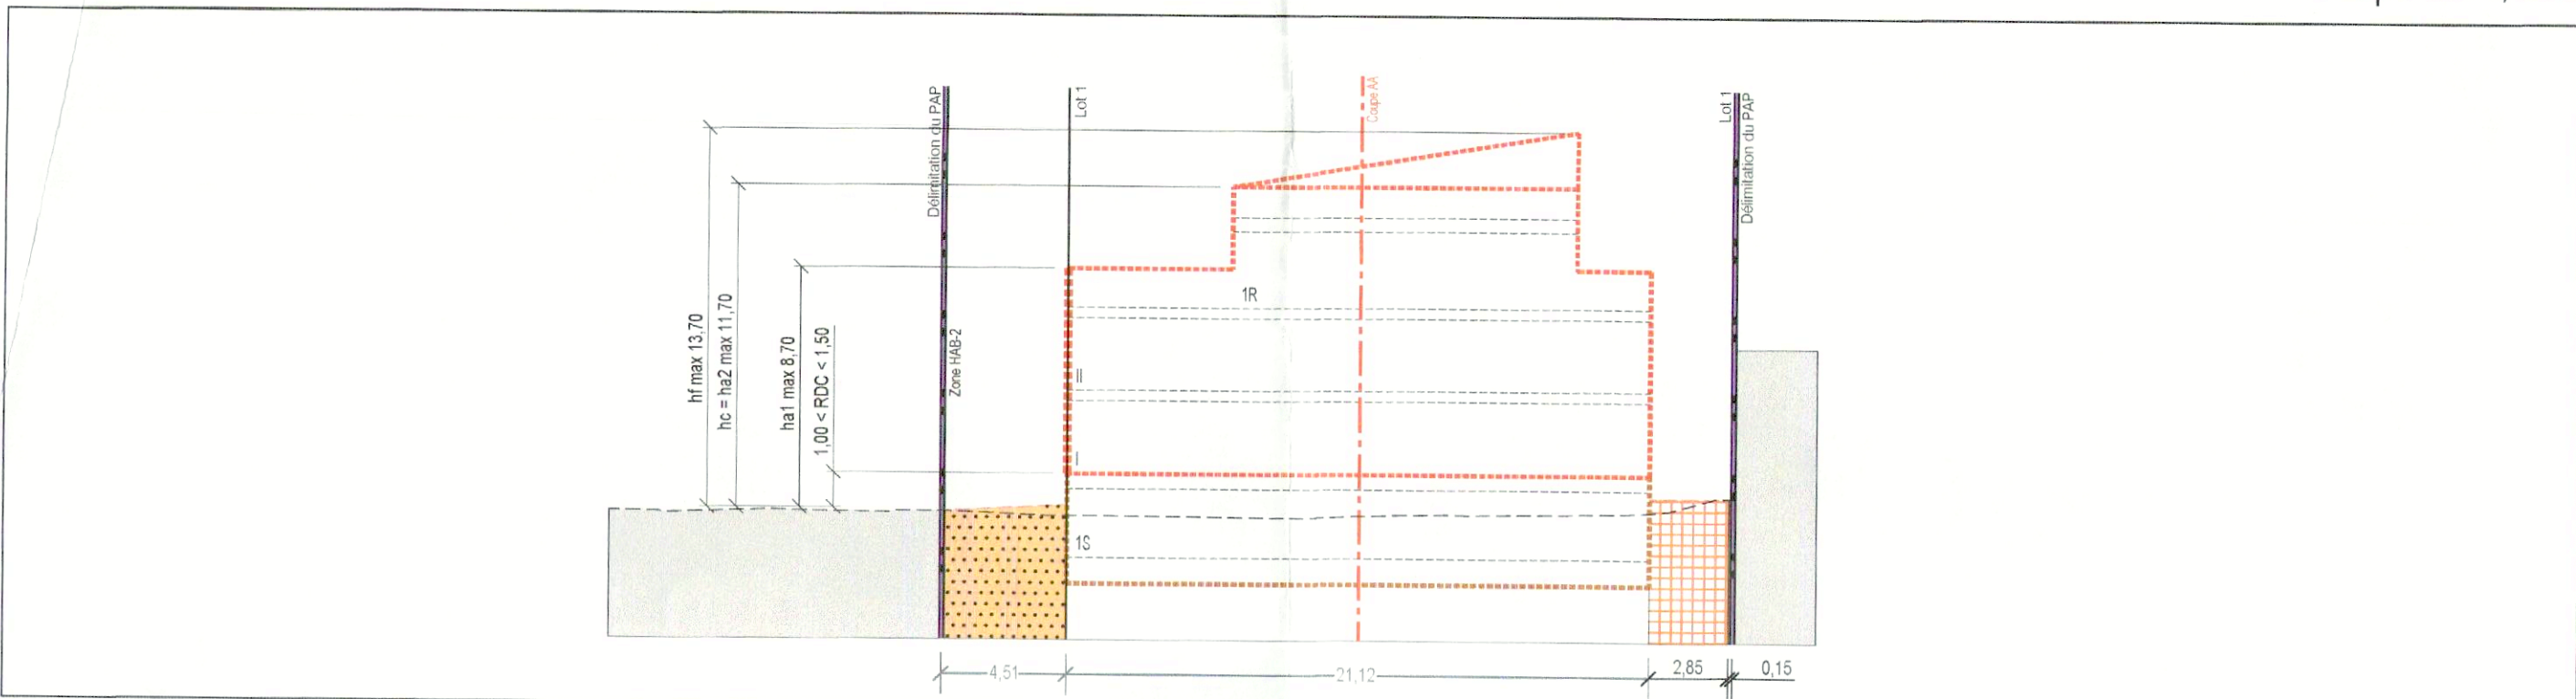 Délimitation du PAP
Lot 1
Coupe AA
Lot 1
Délimitation du PAP
hf max 13,70
hc = ha2 max 11,70
ha1 max 8,70
1,00 < RDC < 1,50
Zone HAB-2
1R
II
I
1S
4,51
21,12
2,85
0,15